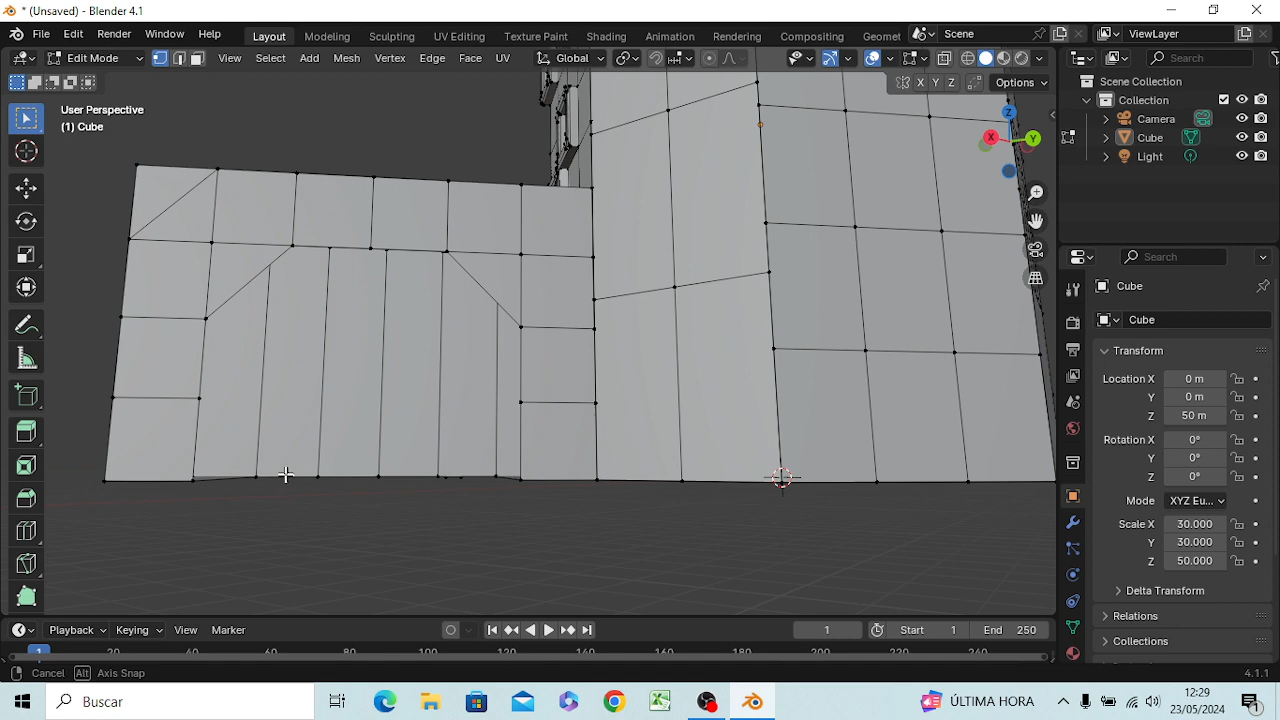 * (Unsaved) - Blender 4.1
File Edit Render Window Help Layout Modeling Sculpting UV Editing Texture Paint Shading Animation Rendering Compositing Geomet Scene ViewLayer
Edit Mode View Select Add Mesh Vertex Edge Face UV Global
X Y Z Options
Search
User Perspective
(1) Cube
Z
X Y
Scene Collection
Collection
Camera
Cube
Light
Search
Cube
Cube
Transform
Location X 0 m
Y 0 m
Z 50 m
Rotation X 0°
Y 0°
Z 0°
Mode XYZ Eu...
Scale X 30.000
Y 30.000
Z 50.000
Delta Transform
Relations
Collections
Playback Keying View Marker 1 Start 1 End 250
1 20 40 60 80 100 120 140 160 180 200 220 240
Cancel Alt Axis Snap 4.1.1
Buscar ÚLTIMA HORA 12:29
23/05/2024 1